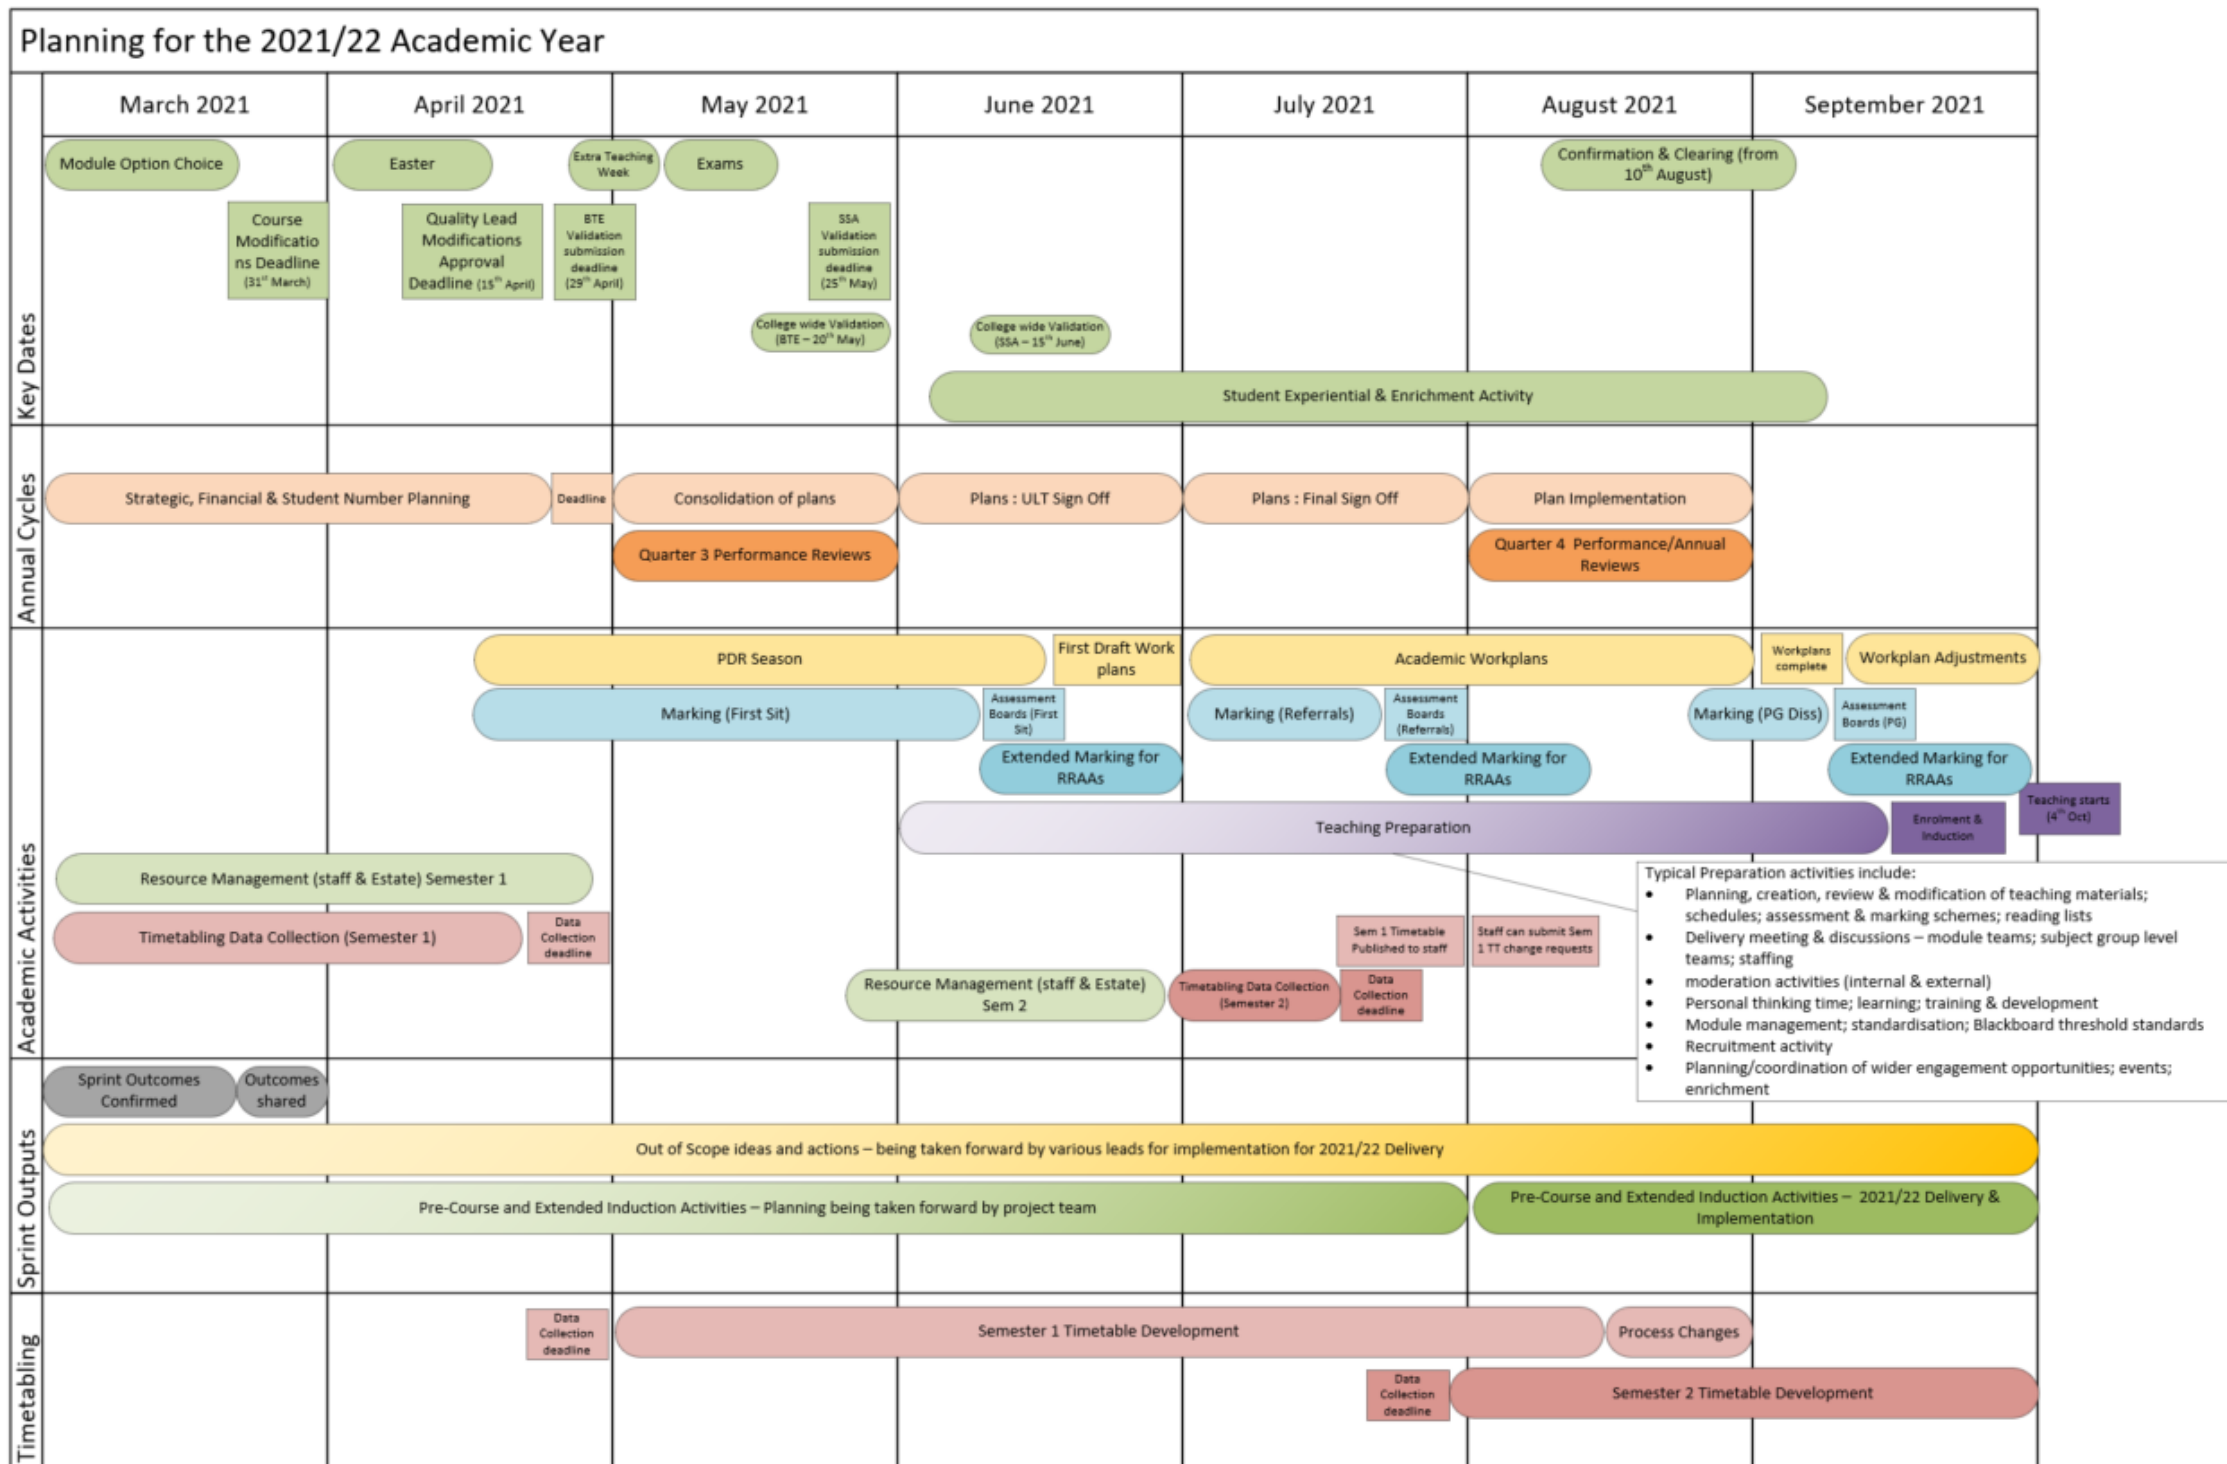 Planning for the 2021/22 Academic Year
March 2021
April 2021
May 2021
June 2021
July 2021
August 2021
September 2021
Key Dates
Module Option Choice
Easter
Extra Teaching
Week
Exams
Confirmation & Clearing (from
10th August)
Course
Modificatio
ns Deadline
(31st March)
Quality Lead
Modifications
Approval
Deadline (15th April)
BTE
Validation
submission
deadline
(29th April)
SSA
Validation
submission
deadline
(25th May)
College wide Validation
(BTE – 20th May)
College wide Validation
(SSA – 15th June)
Student Experiential & Enrichment Activity
Annual Cycles
Strategic, Financial & Student Number Planning
Deadline
Consolidation of plans
Plans : ULT Sign Off
Plans : Final Sign Off
Plan Implementation
Quarter 3 Performance Reviews
Quarter 4 Performance/Annual
Reviews
Academic Activities
PDR Season
First Draft Work
plans
Academic Workplans
Workplans
complete
Workplan Adjustments
Marking (First Sit)
Assessment
Boards (First
Sit)
Marking (Referrals)
Assessment
Boards
(Referrals)
Marking (PG Diss)
Assessment
Boards (PG)
Extended Marking for
RRAAs
Extended Marking for
RRAAs
Extended Marking for
RRAAs
Teaching Preparation
Enrolment &
Induction
Teaching starts
(4th Oct)
Resource Management (staff & Estate) Semester 1
Timetabling Data Collection (Semester 1)
Data
Collection
deadline
Sem 1 Timetable
Published to staff
Staff can submit Sem
1 TT change requests
Resource Management (staff & Estate)
Sem 2
Timetabling Data Collection
(Semester 2)
Data
Collection
deadline
Typical Preparation activities include:
• Planning, creation, review & modification of teaching materials;
schedules; assessment & marking schemes; reading lists
• Delivery meeting & discussions – module teams; subject group level
teams; staffing
• moderation activities (internal & external)
• Personal thinking time; learning; training & development
• Module management; standardisation; Blackboard threshold standards
• Recruitment activity
• Planning/coordination of wider engagement opportunities; events;
enrichment
Sprint Outputs
Sprint Outcomes
Confirmed
Outcomes
shared
Out of Scope ideas and actions – being taken forward by various leads for implementation for 2021/22 Delivery
Pre-Course and Extended Induction Activities – Planning being taken forward by project team
Pre-Course and Extended Induction Activities – 2021/22 Delivery &
Implementation
Timetabling
Data
Collection
deadline
Semester 1 Timetable Development
Process Changes
Data
Collection
deadline
Semester 2 Timetable Development